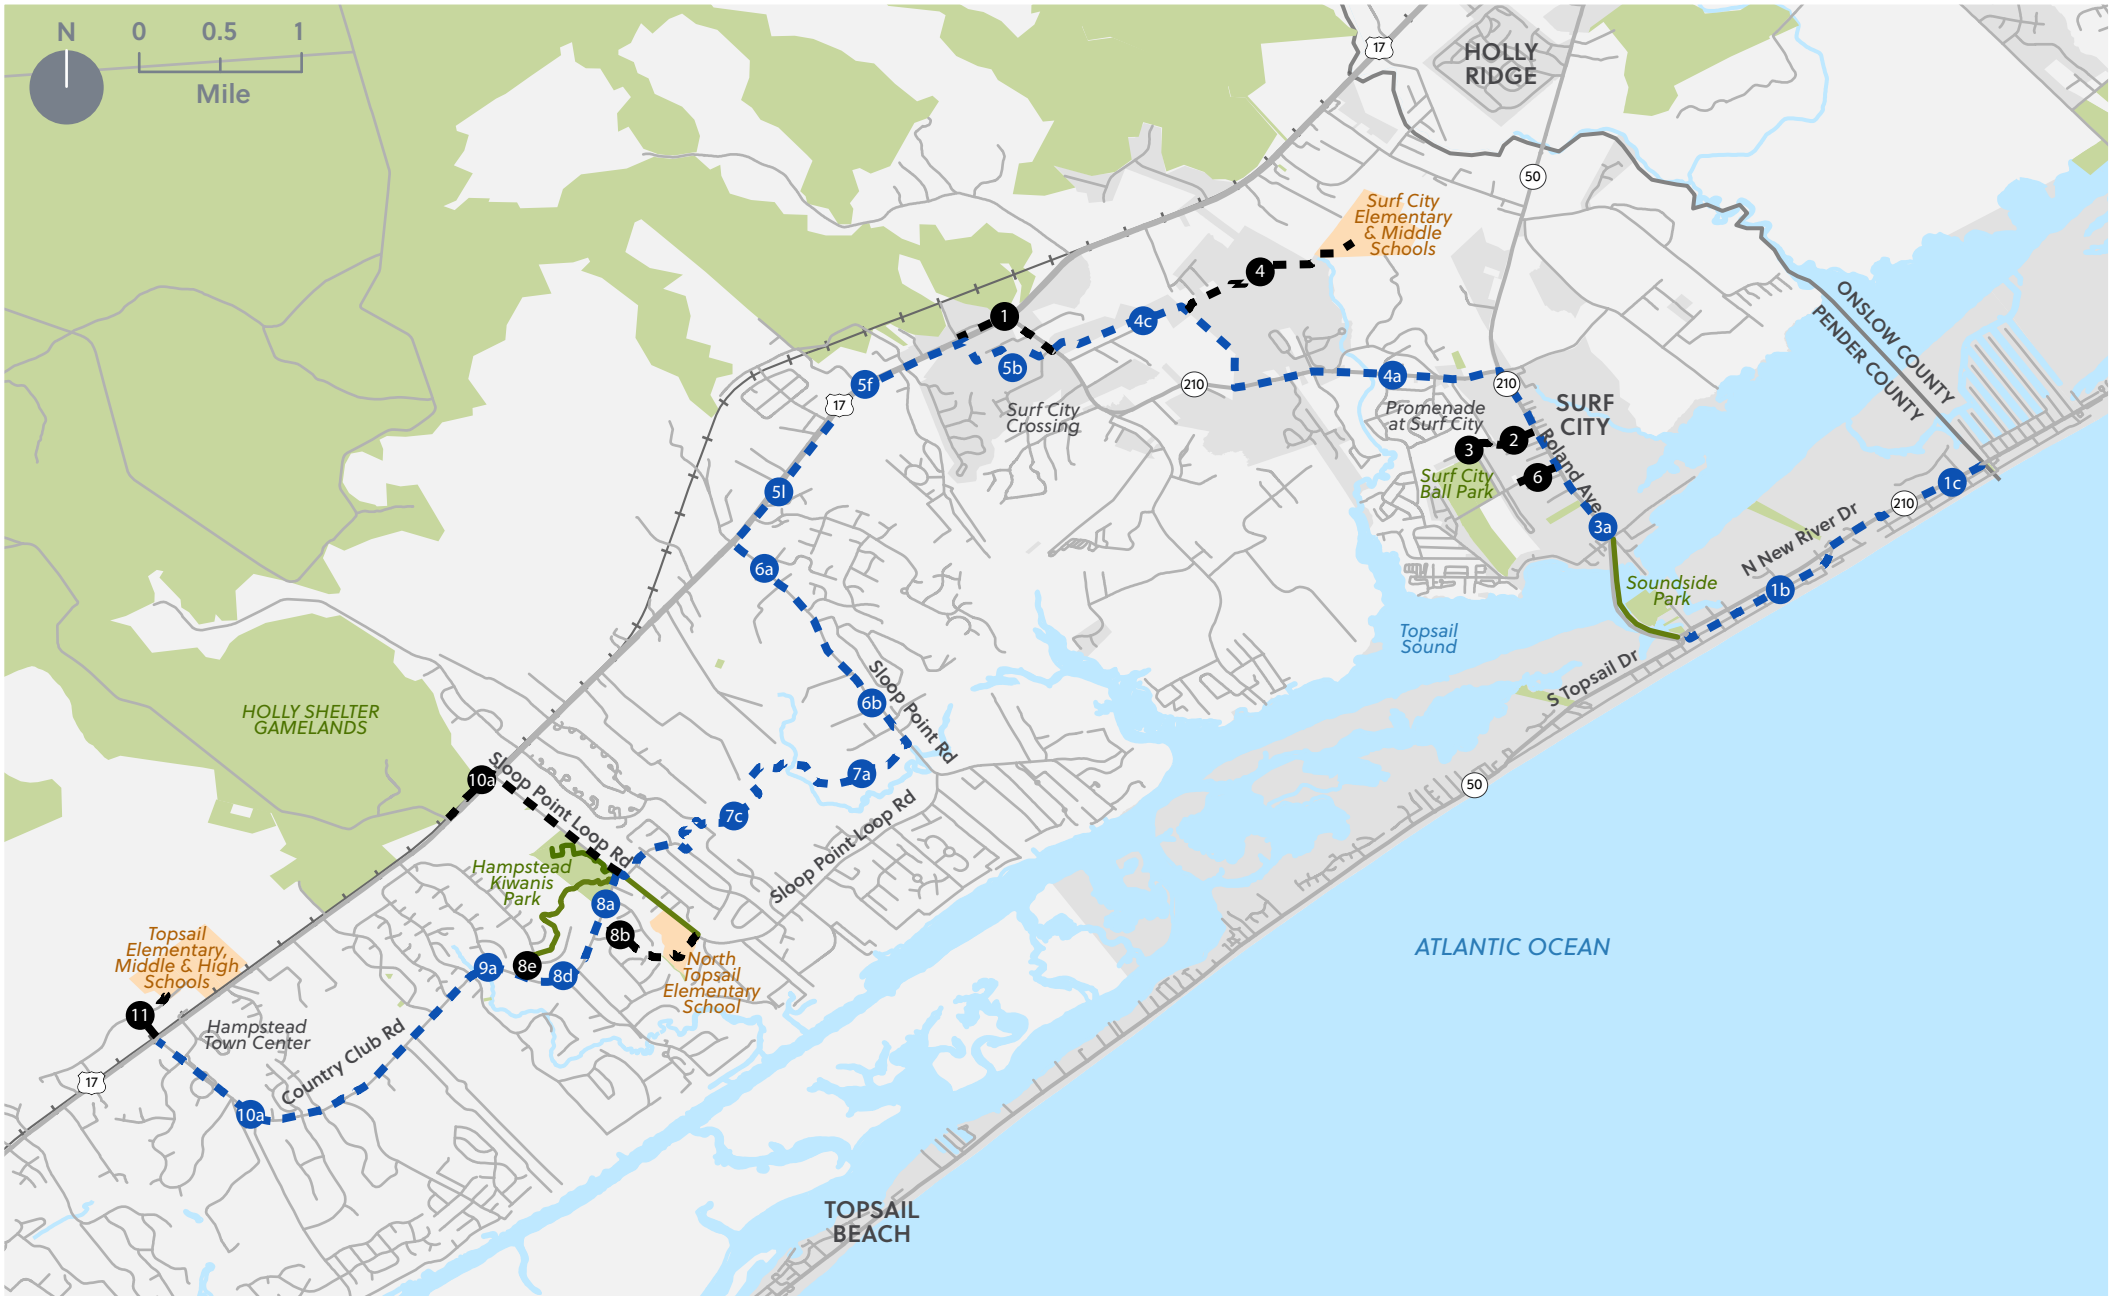 N
0 0.5 1
Mile
17
HOLLY
RIDGE
50
Surf City
Elementary
& Middle
Schools
4
1
4c
5b
5f
17
210
4a
210
Surf City
Crossing
Promenade
at Surf City
SURF
CITY
ONSLOW COUNTY
PENDER COUNTY
2
3
6
Roland Ave
Surf City
Ball Park
5l
3a
1c
210
N New River Dr
6a
1b
Soundside
Park
Topsail
Sound
S Topsail Dr
6b
Sloop Point Rd
HOLLY SHELTER
GAMELANDS
10a
Sloop Point Loop Rd
7a
7c
50
Sloop Point Loop Rd
Hampstead
Kiwanis
Park
8a
8b
Topsail
Elementary,
Middle & High
Schools
9a
8e
8d
North
Topsail
Elementary
School
ATLANTIC OCEAN
11
Hampstead
Town Center
Country Club Rd
17
10a
TOPSAIL
BEACH